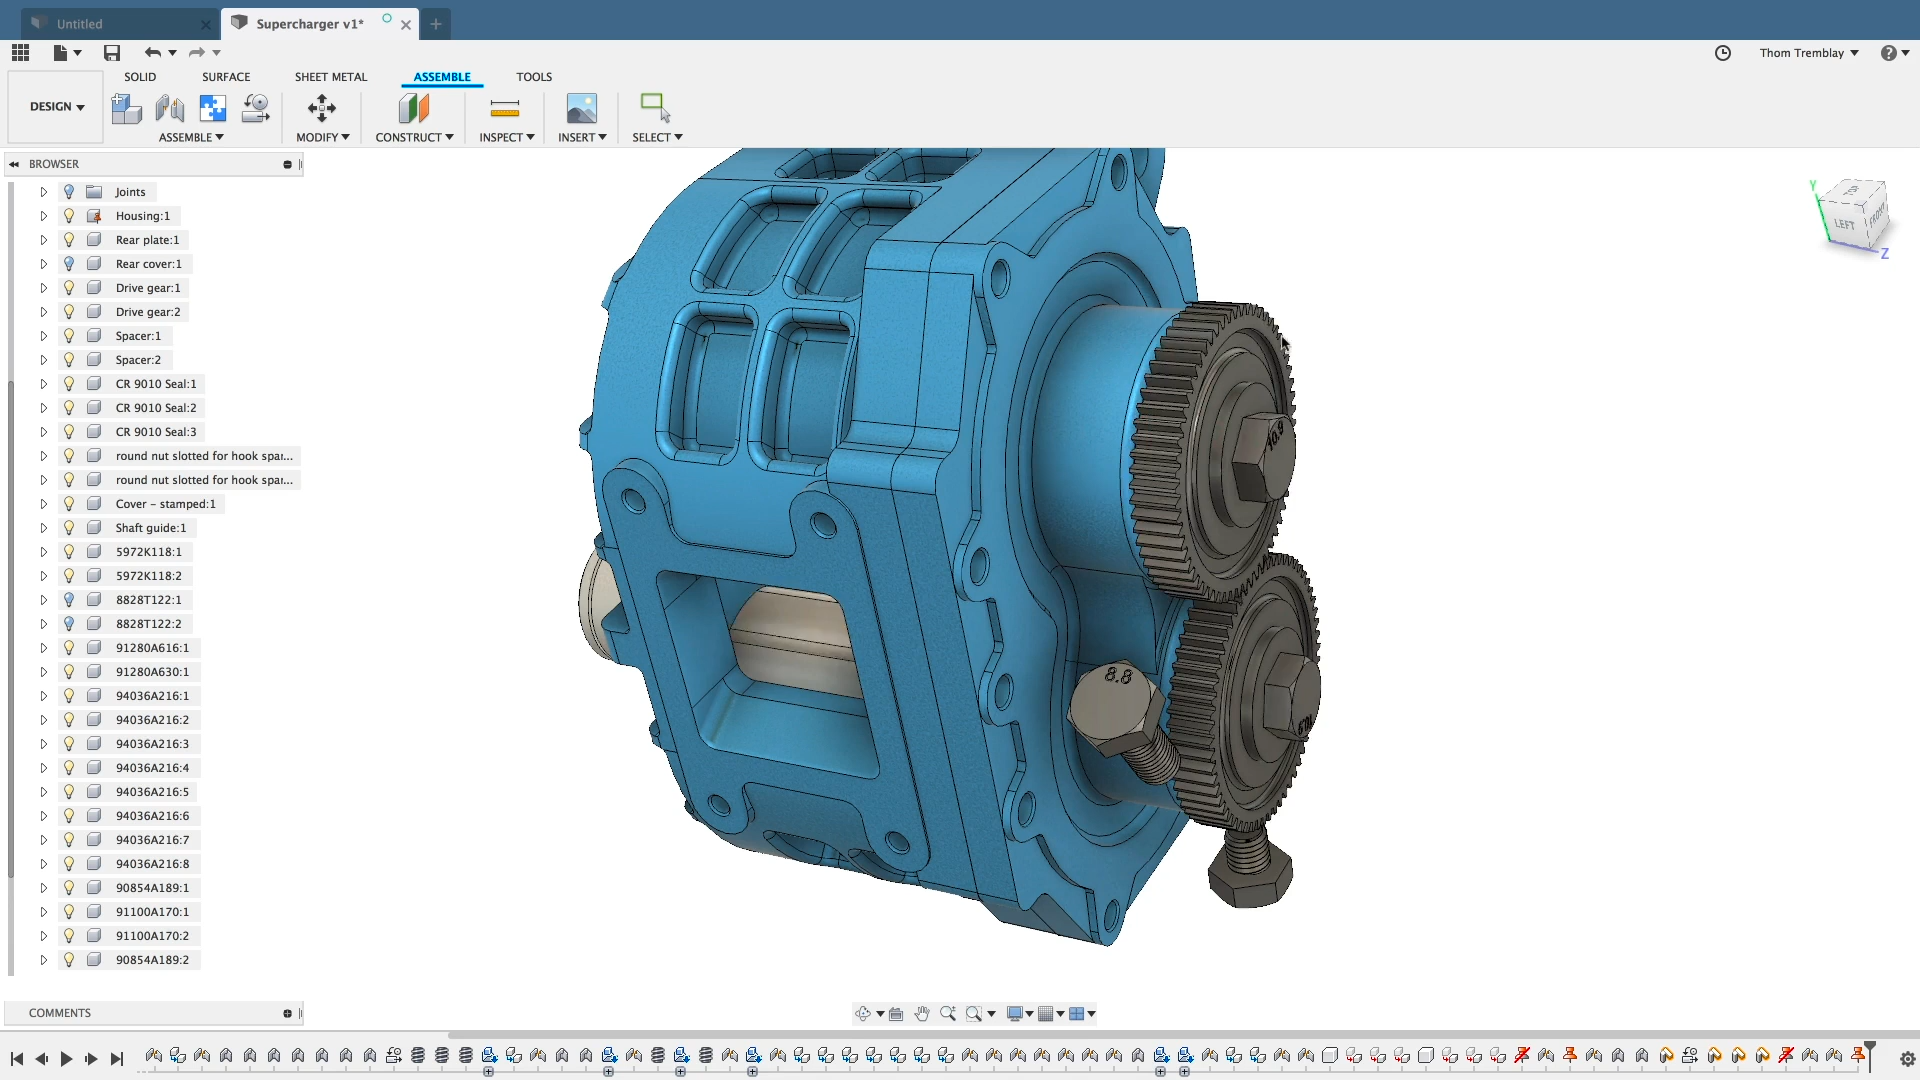 Untitled
Supercharger v1*
Thom Tremblay
SOLID
SURFACE
SHEET METAL
ASSEMBLE
TOOLS
DESIGN
ASSEMBLE
MODIFY
CONSTRUCT
INSPECT
INSERT
SELECT
BROWSER
Joints
Housing:1
Rear plate:1
Rear cover:1
Drive gear:1
Drive gear:2
Spacer:1
Spacer:2
CR 9010 Seal:1
CR 9010 Seal:2
CR 9010 Seal:3
round nut slotted for hook spar...
round nut slotted for hook spar...
Cover - stamped:1
Shaft guide:1
5972K118:1
5972K118:2
8828T122:1
8828T122:2
91280A616:1
91280A630:1
94036A216:1
94036A216:2
94036A216:3
94036A216:4
94036A216:5
94036A216:6
94036A216:7
94036A216:8
90854A189:1
91100A170:1
91100A170:2
90854A189:2
Y
LEFT
FRONT
Z
10.9
8.8
COMMENTS